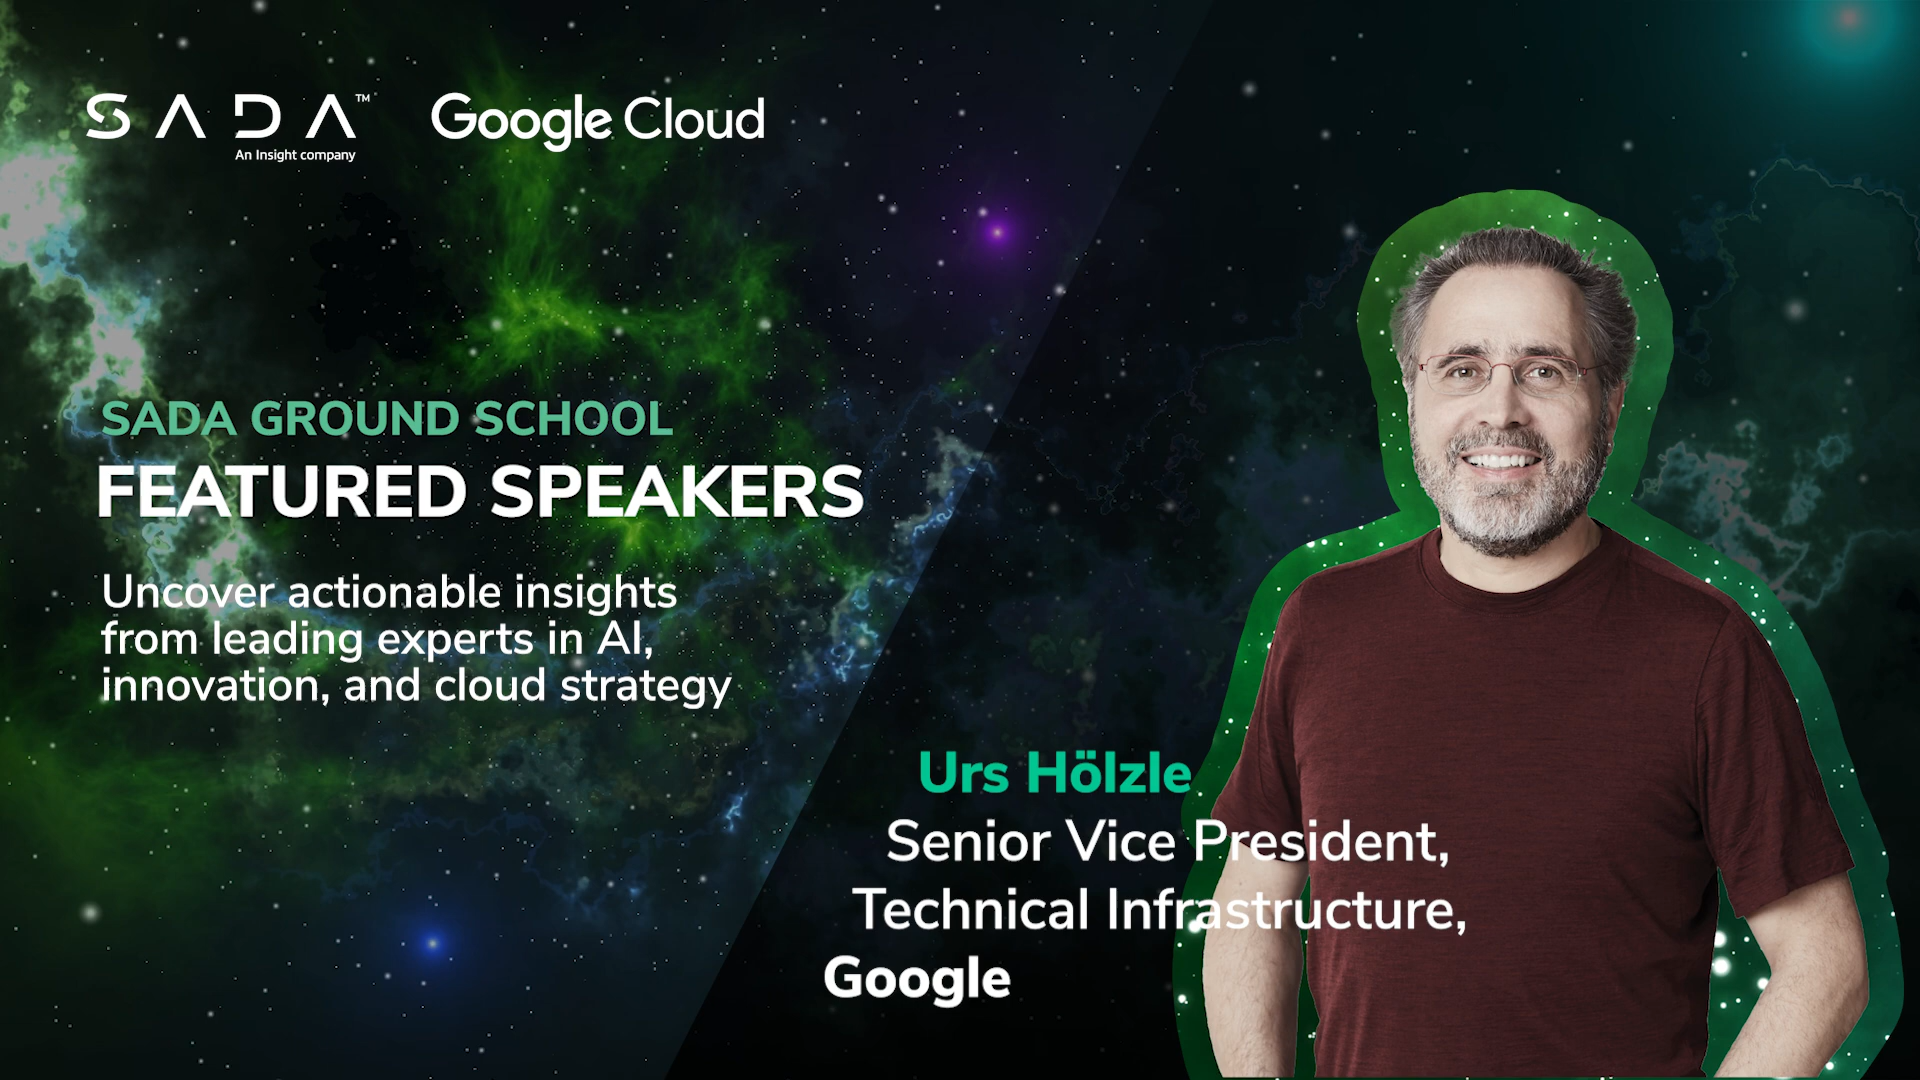 SADA™
An Insight company
Google Cloud
SADA GROUND SCHOOL
FEATURED SPEAKERS
Uncover actionable insights
from leading experts in AI,
innovation, and cloud strategy
Urs Hölzle
Senior Vice President,
Technical Infrastructure,
Google